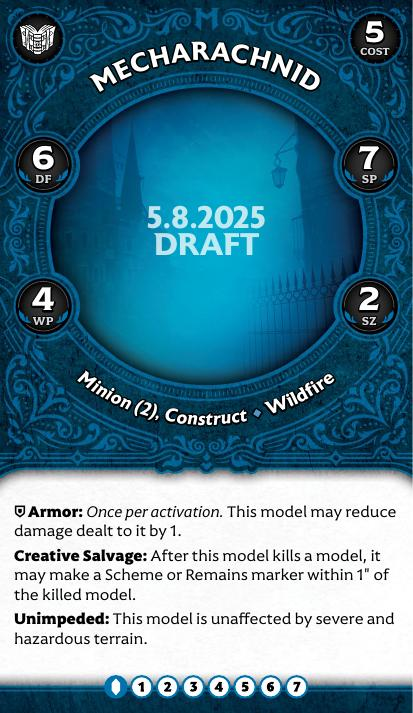 5
COST
MECHARACHNID
6
DF
7
SP
5.8.2025
DRAFT
4
WP
2
SZ
Minion (2), Construct ⬩ Wildfire
Armor: Once per activation. This model may reduce
damage dealt to it by 1.
Creative Salvage: After this model kills a model, it
may make a Scheme or Remains marker within 1" of
the killed model.
Unimpeded: This model is unaffected by severe and
hazardous terrain.
1 2 3 4 5 6 7